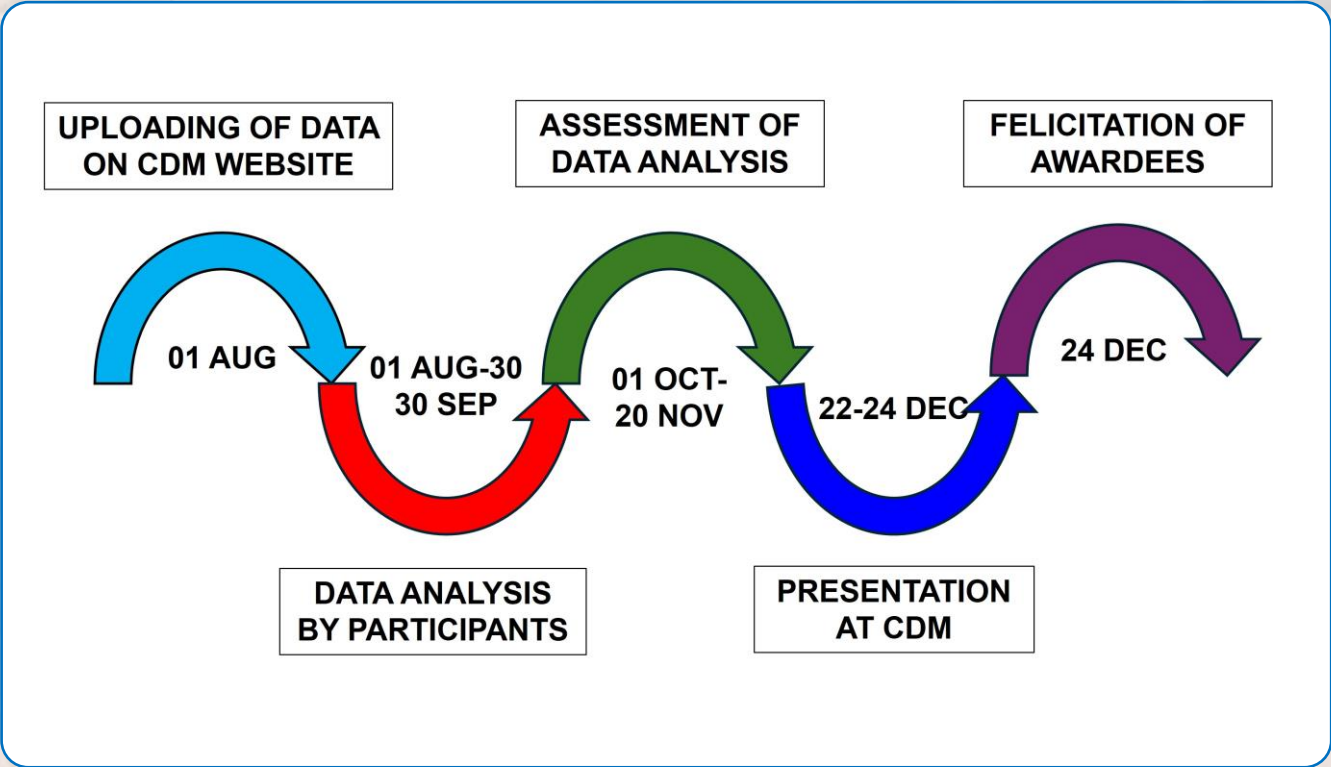 UPLOADING OF DATA
ON CDM WEBSITE
ASSESSMENT OF
DATA ANALYSIS
FELICITATION OF
AWARDEES
01 AUG
01 AUG-30
30 SEP
01 OCT-
20 NOV
22-24 DEC
24 DEC
DATA ANALYSIS
BY PARTICIPANTS
PRESENTATION
AT CDM